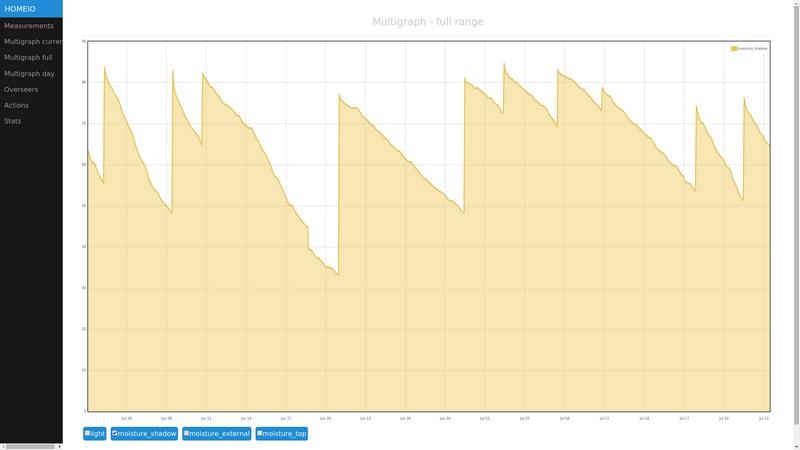 HOMEIO
Measurements
Multigraph curren
Multigraph full
Multigraph day
Overseers
Actions
Stats
Multigraph - full range
moisture_shadow
90
80
70
60
50
40
30
20
10
0
Jun 05 Jun 08 Jun 11 Jun 14 Jun 17 Jun 20 Jun 23 Jun 26 Jun 29 Jul 02 Jul 05 Jul 08 Jul 11 Jul 14 Jul 17 Jul 20 Jul 23
light moisture_shadow moisture_external moisture_top